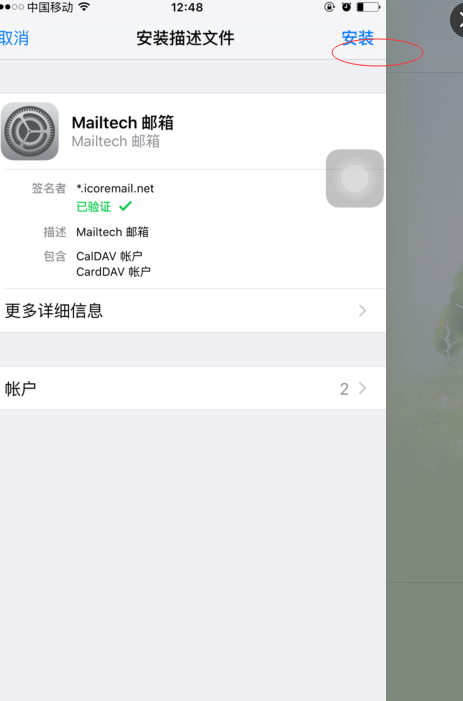 中国移动 12:48
取消 安装描述文件 安装
Mailtech 邮箱
Mailtech 邮箱
签名者 *.icoremail.net
已验证
描述 Mailtech 邮箱
包含 CalDAV 帐户
CardDAV 帐户
更多详细信息
帐户 2